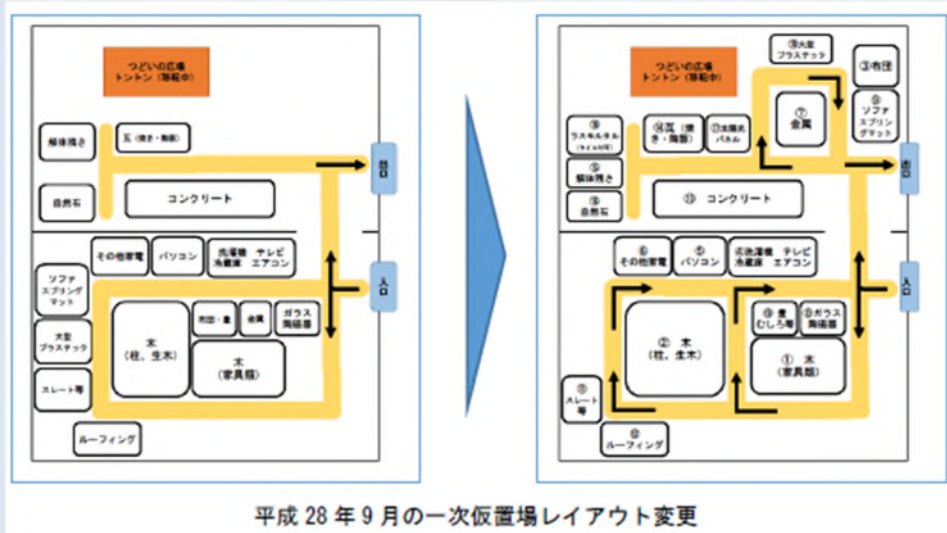 つどいの広場
トントン(移転中)
解体残さ
瓦(焼き・陶器)
出口
自然石
コンクリート
その他家電
パソコン
洗濯機 テレビ
冷蔵庫 エアコン
入口
ソファ
スプリング
マット
大型
プラスチック
スレート等
木
(柱、生木)
布団・畳
金属
ガラス
陶磁器
木
(家具類)
ルーフィング
つどいの広場
トントン(移転中)
大型
プラスチック
③布団
ソファ
スプリ
ングマット
⑦
金属
ラスモルタル
⑭瓦(焼
き・陶器)
⑰太陽光
パネル
解体残さ
自然石
出口
⑬ コンクリート
⑥
その他家電
⑤
パソコン
④洗濯機 テレビ
冷蔵庫 エアコン
入口
② 木
(柱、生木)
畳
むしろ等
ガラス
陶磁器
① 木
(家具類)
⑪
スレート
等
⑫
ルーフィング
平成 28 年 9 月の一次仮置場レイアウト変更